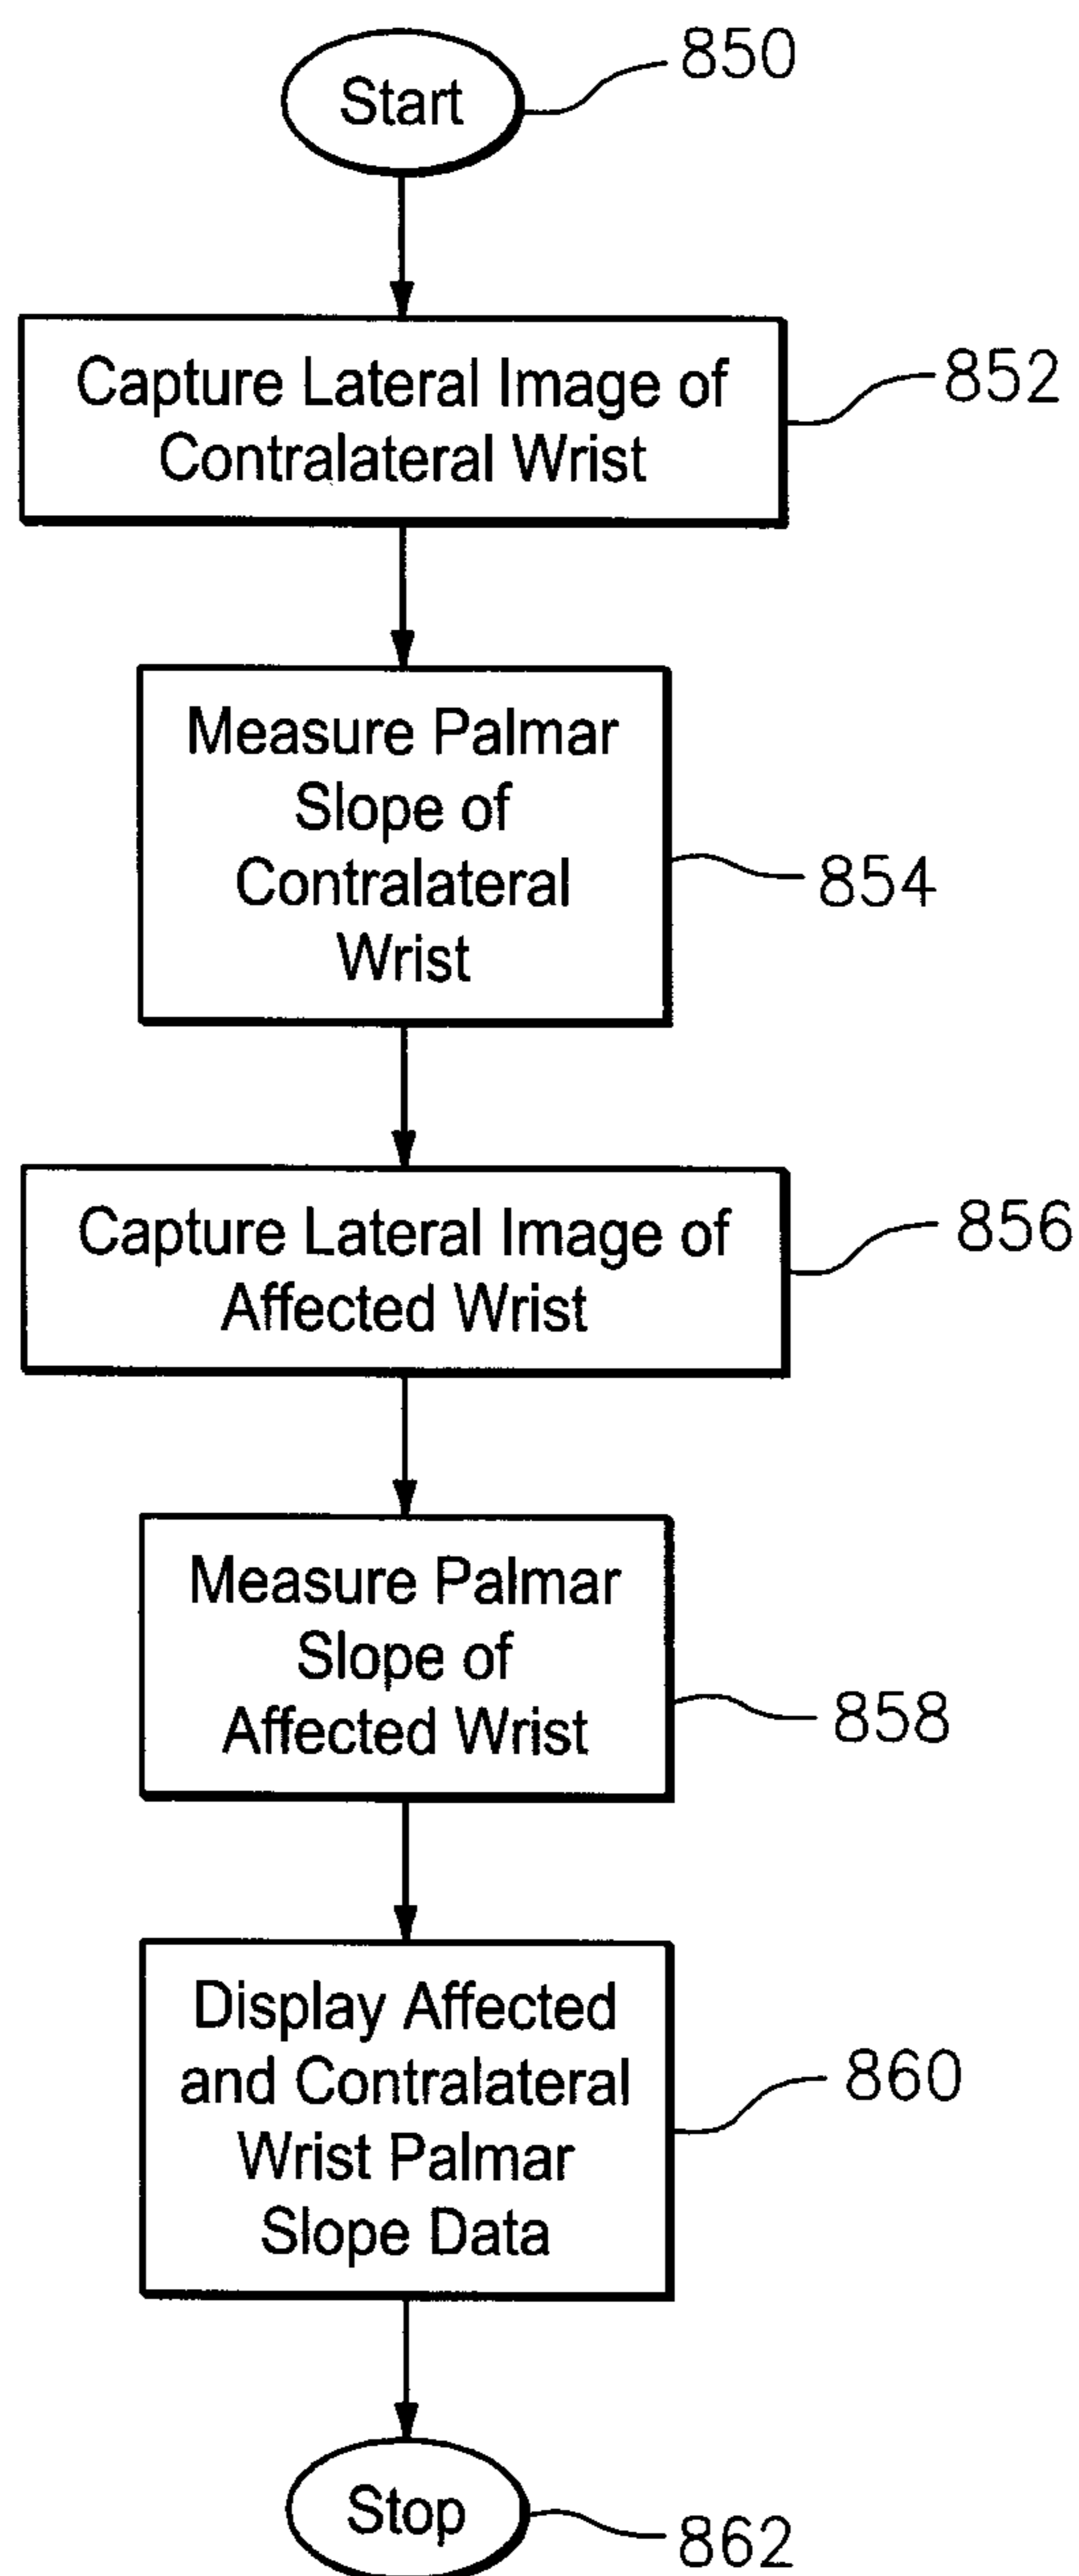 Start
850
Capture Lateral Image of
Contralateral Wrist
852
Measure Palmar
Slope of
Contralateral
Wrist
854
Capture Lateral Image of
Affected Wrist
856
Measure Palmar
Slope of
Affected Wrist
858
Display Affected
and Contralateral
Wrist Palmar
Slope Data
860
Stop
862